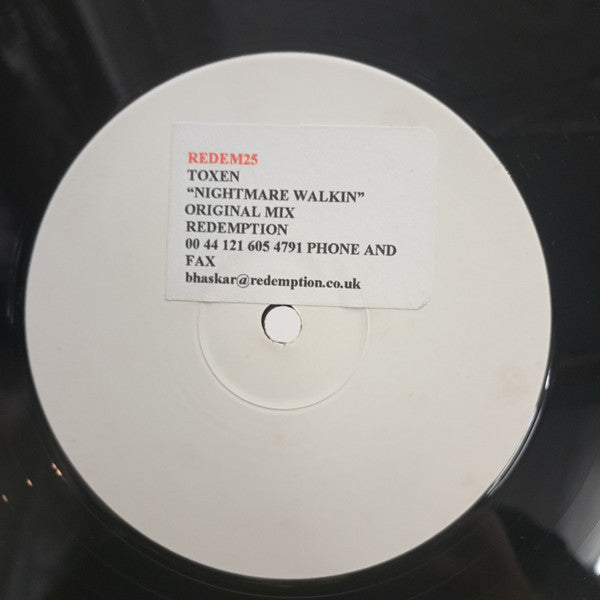 REDEM25
TOXEN
“NIGHTMARE WALKIN”
ORIGINAL MIX
REDEMPTION
00 44 121 605 4791 PHONE AND
FAX
bhaskar@redemption.co.uk